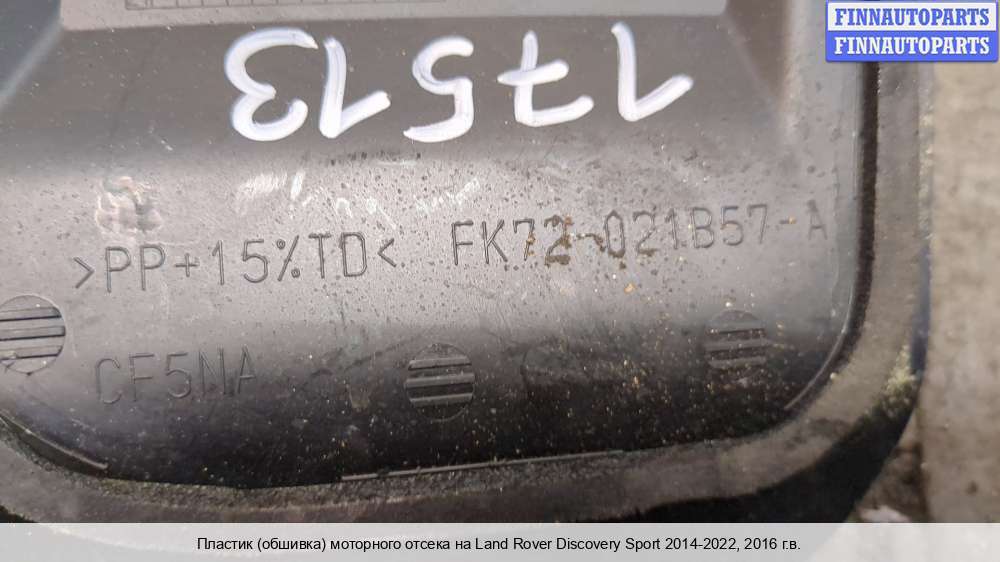 FINNAUTOPARTS
FINNAUTOPARTS
17513
>PP+15%TD< FK72-021B57-A
CF5NA
Пластик (обшивка) моторного отсека на Land Rover Discovery Sport 2014-2022, 2016 г.в.